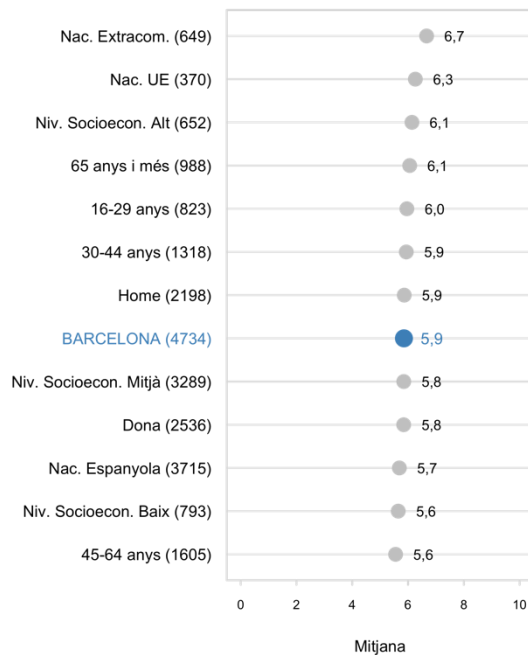 Nac. Extracom. (649) 6,7
Nac. UE (370) 6,3
Niv. Socioecon. Alt (652) 6,1
65 anys i més (988) 6,1
16-29 anys (823) 6,0
30-44 anys (1318) 5,9
Home (2198) 5,9
BARCELONA (4734) 5,9
Niv. Socioecon. Mitjà (3289) 5,8
Dona (2536) 5,8
Nac. Espanyola (3715) 5,7
Niv. Socioecon. Baix (793) 5,6
45-64 anys (1605) 5,6
0 2 4 6 8 10
Mitjana